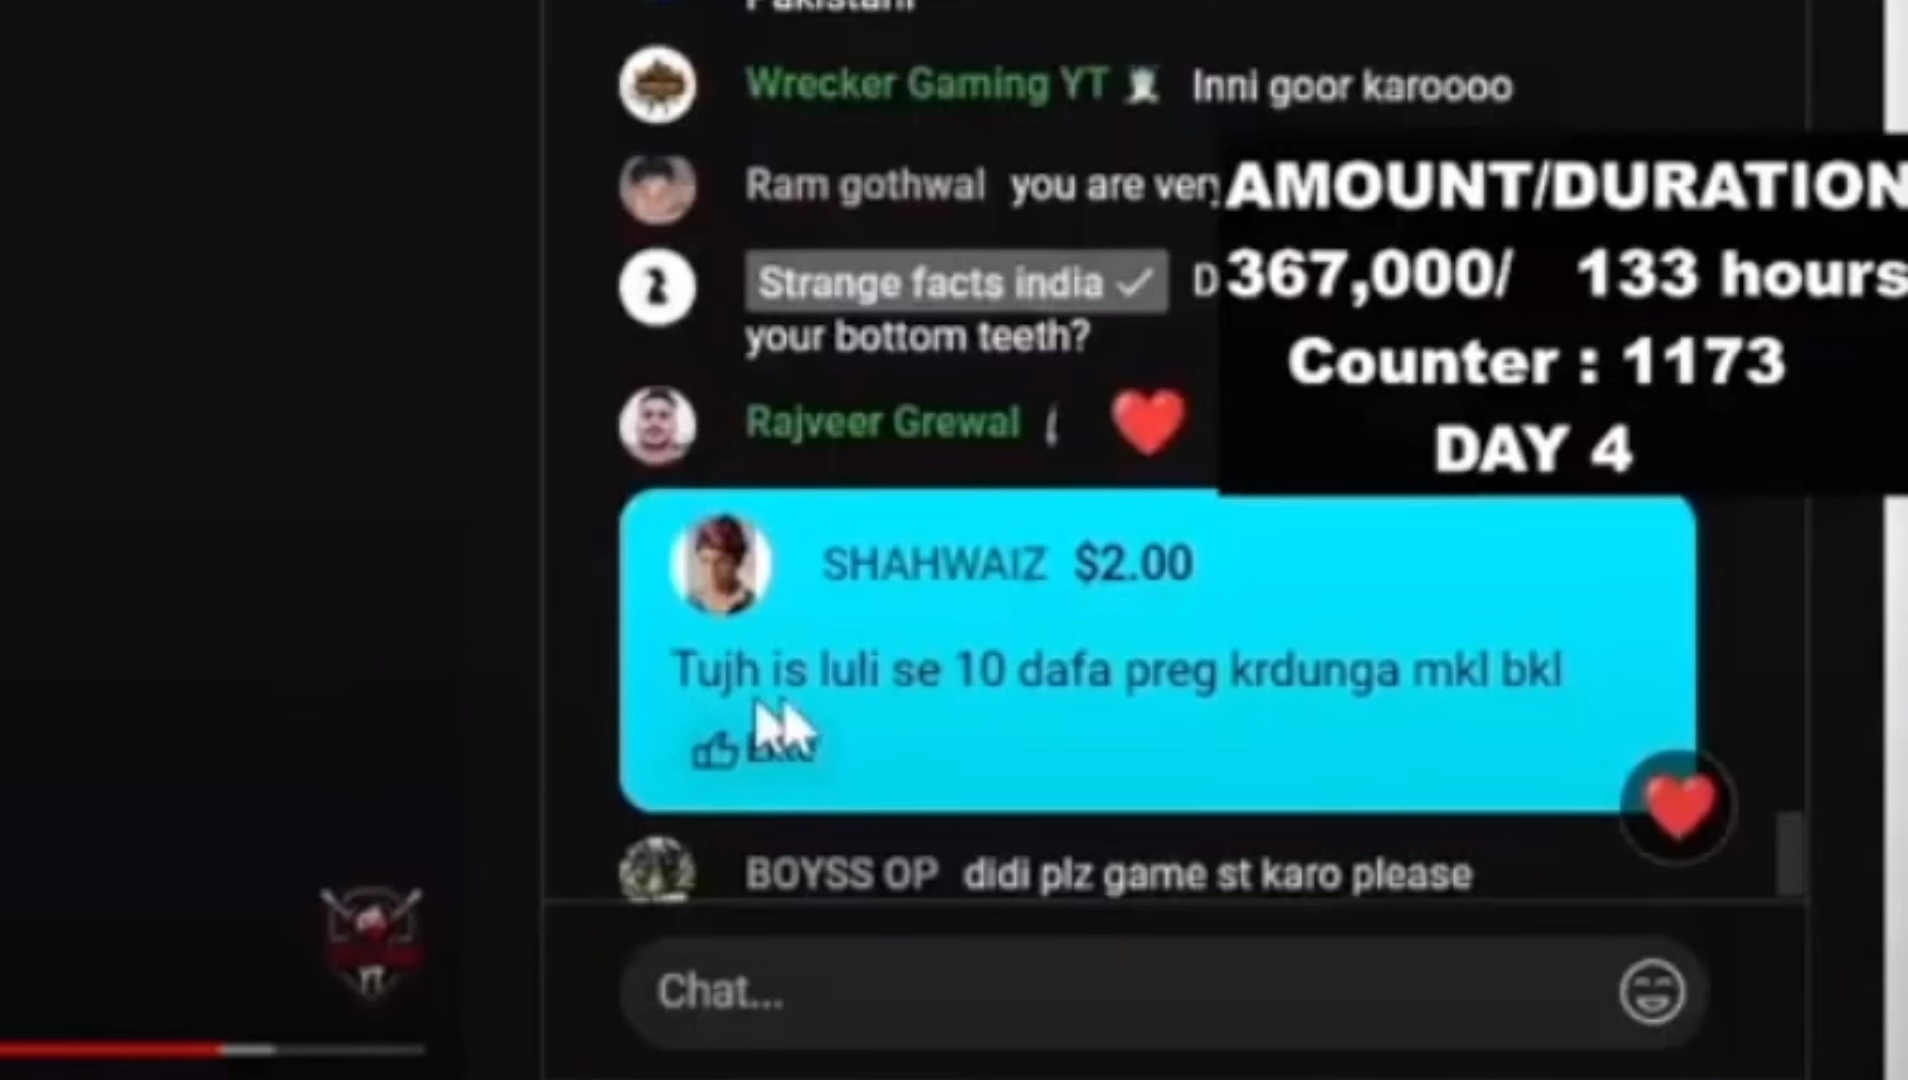 Pakistani
Wrecker Gaming YT Inni goor karoooo
Ram gothwal you are very
AMOUNT/DURATION
Strange facts india D
367,000/ 133 hours
your bottom teeth?
Counter : 1173
Rajveer Grewal
DAY 4
SHAHWAIZ $2.00
Tujh is luli se 10 dafa preg krdunga mkl bkl
BOYSS OP didi plz game st karo please
YT
Chat...